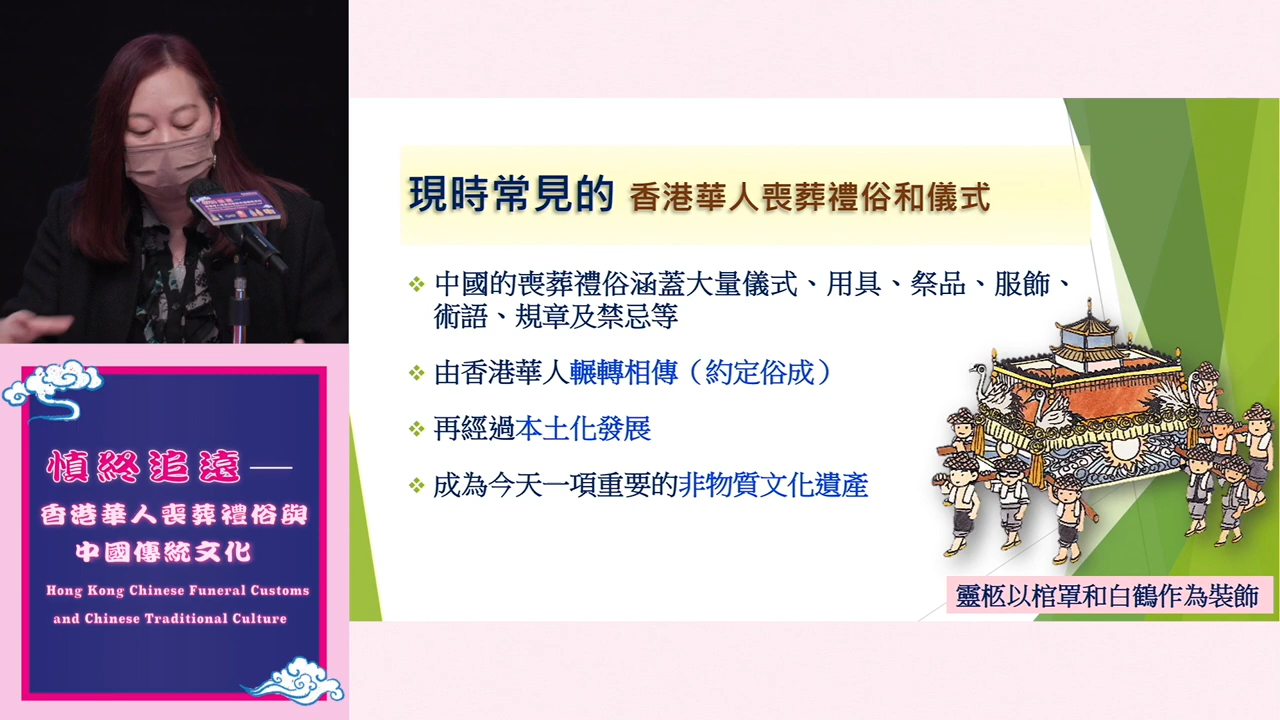 現時常見的 香港華人喪葬禮俗和儀式
中國的喪葬禮俗涵蓋大量儀式、用具、祭品、服飾、
術語、規章及禁忌等
由香港華人輾轉相傳（約定俗成）
再經過本土化發展
成為今天一項重要的非物質文化遺產
靈柩以棺罩和白鶴作為裝飾
慎終追遠——
香港華人喪葬禮俗與
中國傳統文化
Hong Kong Chinese Funeral Customs
and Chinese Traditional Culture